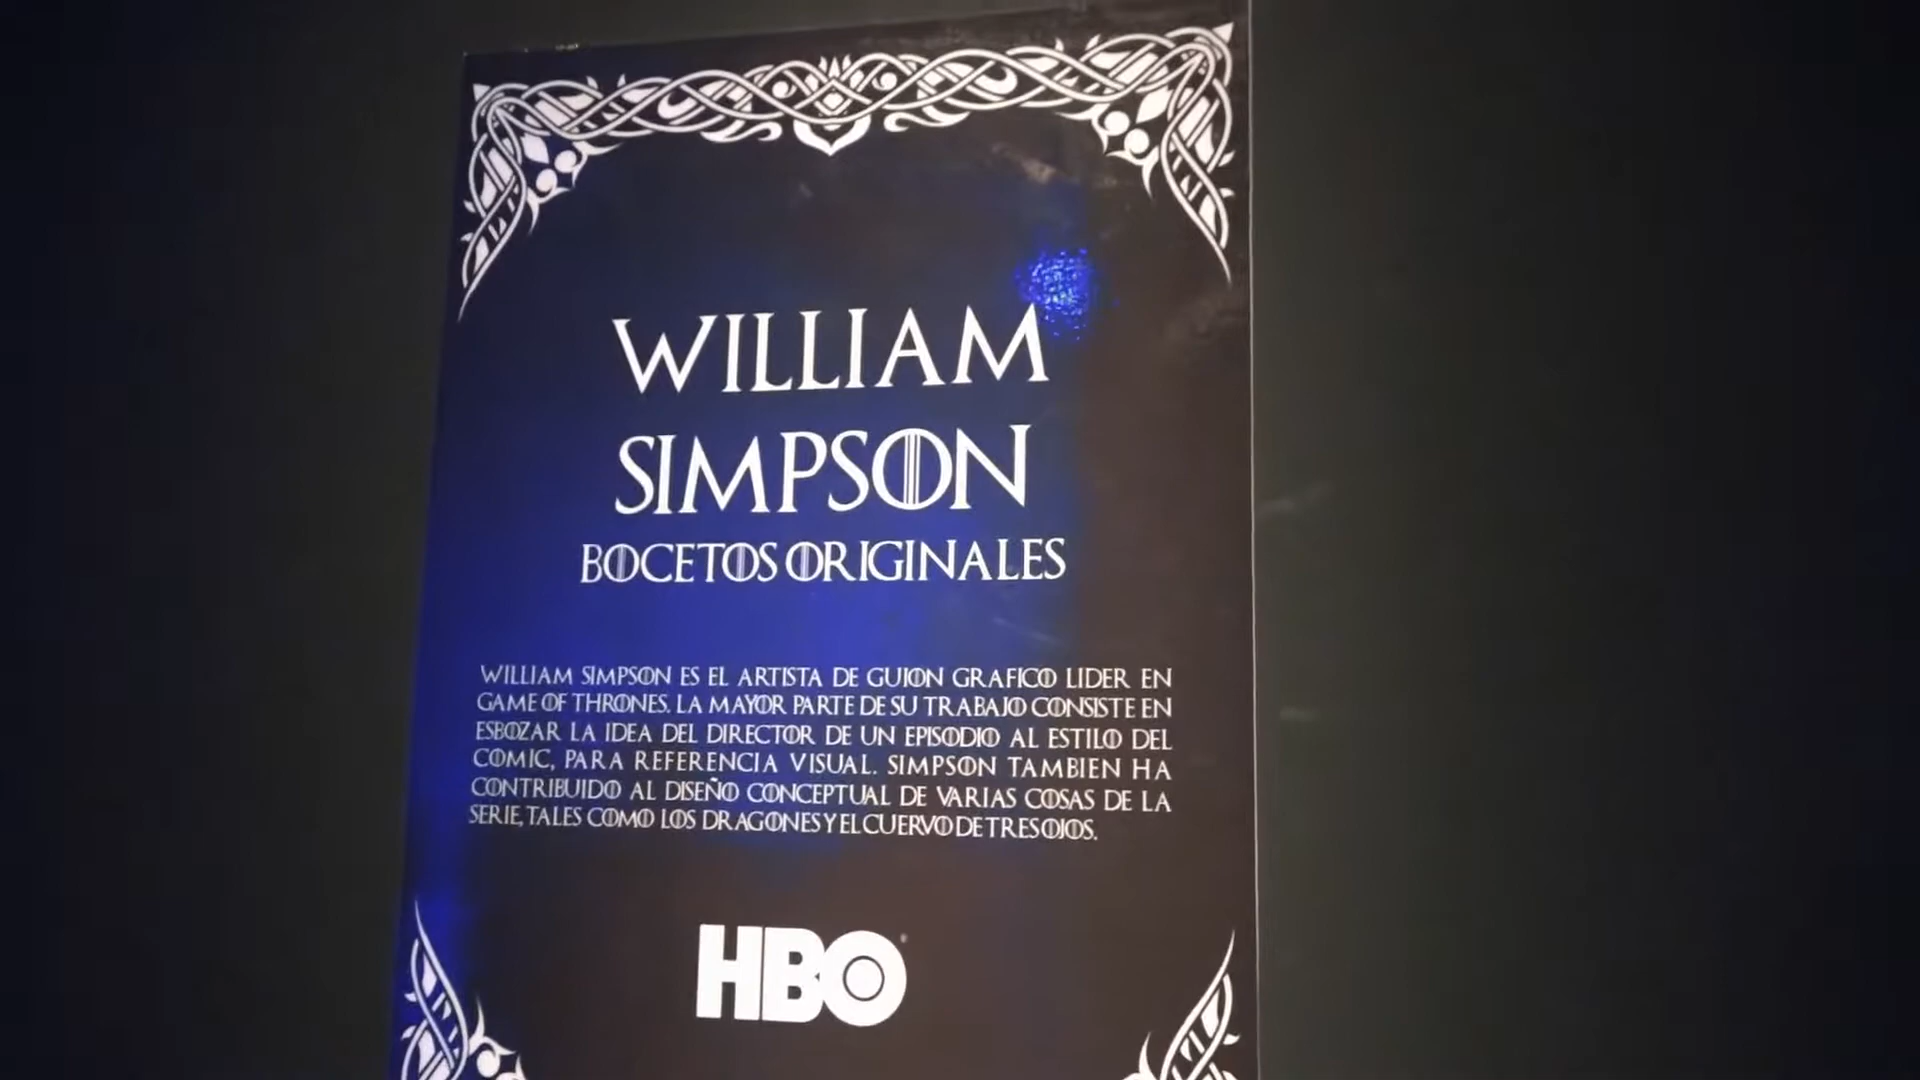 WILLIAM
SIMPSON
BOCETOS ORIGINALES
WILLIAM SIMPSON ES EL ARTISTA DE GUION GRAFICO LIDER EN
GAME OF THRONES. LA MAYOR PARTE DE SU TRABAJO CONSISTE EN
ESBOZAR LA IDEA DEL DIRECTOR DE UN EPISODIO AL ESTILO DEL
COMIC, PARA REFERENCIA VISUAL. SIMPSON TAMBIEN HA
CONTRIBUIDO AL DISEÑO CONCEPTUAL DE VARIAS COSAS DE LA
SERIE, TALES COMO LOS DRAGONES Y EL CUERVO DE TRES OJOS.
HBO